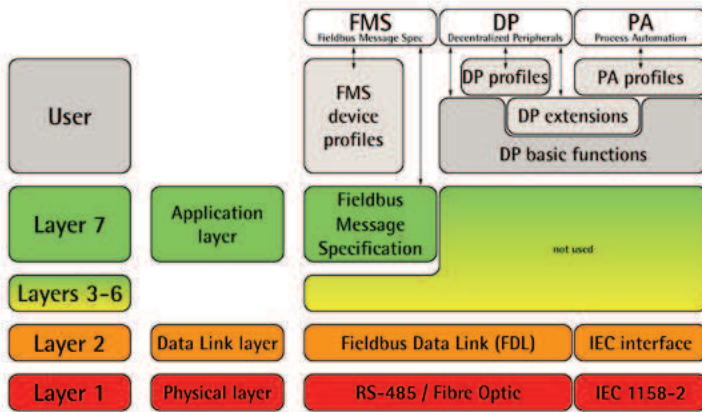 FMS
Fieldbus Message Spec
DP
Decentralized Peripherals
PA
Process Automation
User
FMS
device
profiles
DP profiles
PA profiles
DP extensions
DP basic functions
Layer 7
Application
layer
Fieldbus
Message
Specification
not used
Layers 3-6
Layer 2
Data Link layer
Fieldbus Data Link (FDL)
IEC interface
Layer 1
Physical layer
RS-485 / Fibre Optic
IEC 1158-2